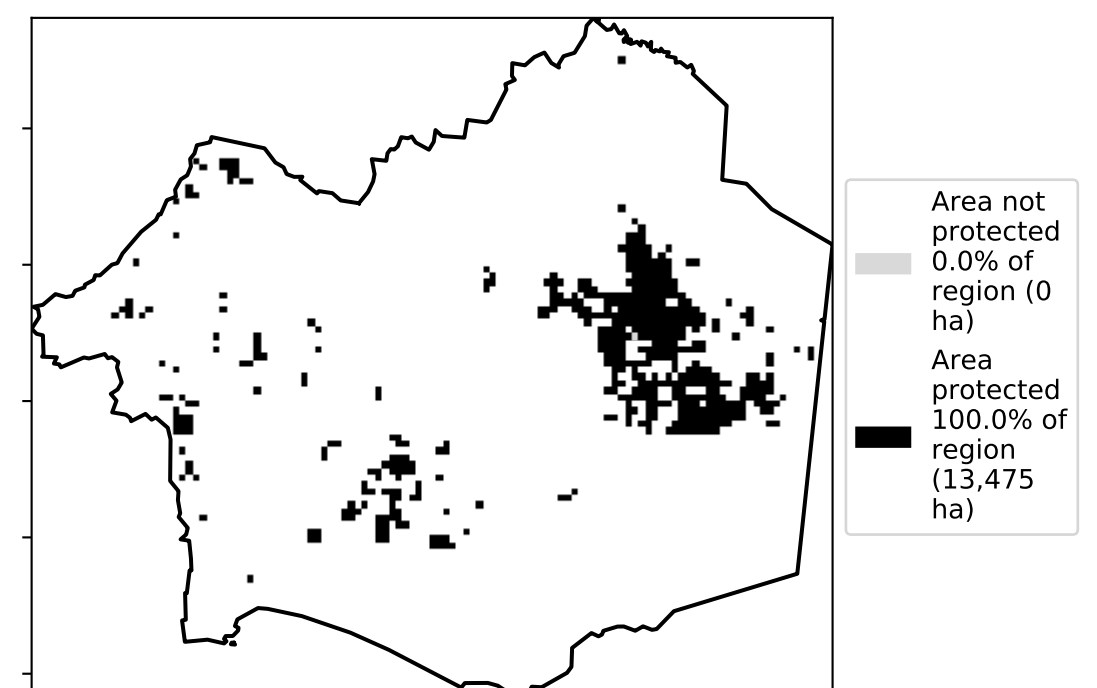 Area not
protected
0.0% of
region (0
ha)
Area
protected
100.0% of
region
(13,475
ha)